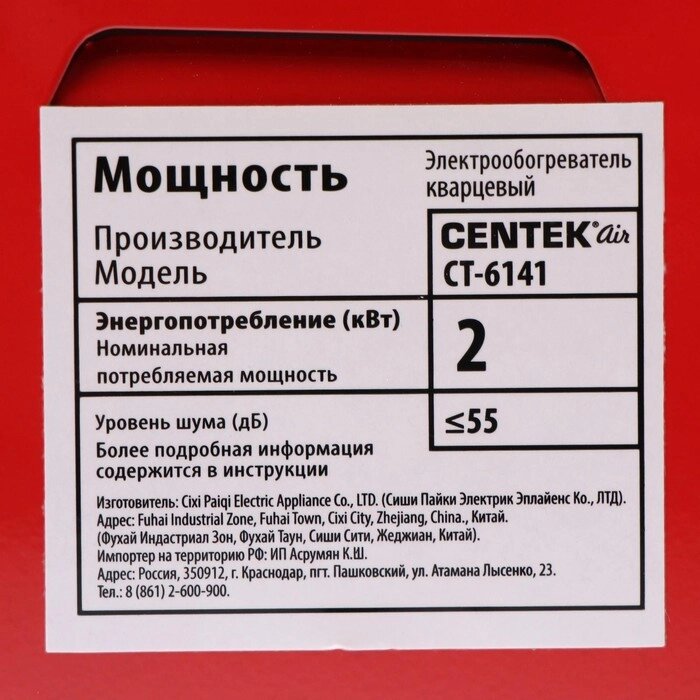 Мощность
Электрообогреватель
кварцевый
Производитель
Модель
CENTEK® air
CT-6141
Энергопотребление (кВт)
Номинальная
потребляемая мощность
2
Уровень шума (дБ)
≤55
Более подробная информация
содержится в инструкции
Изготовитель: Cixi Paiqi Electric Appliance Co., LTD. (Сиши Пайки Электрик Эплайенс Ко., ЛТД).
Адрес: Fuhai Industrial Zone, Fuhai Town, Cixi City, Zhejiang, China., Китай.
(Фухай Индастриал Зон, Фухай Таун, Сиши Сити, Жеджиан, Китай).
Импортер на территорию РФ: ИП Асрумян К.Ш.
Адрес: Россия, 350912, г. Краснодар, пгт. Пашковский, ул. Атамана Лысенко, 23.
Тел.: 8 (861) 2-600-900.